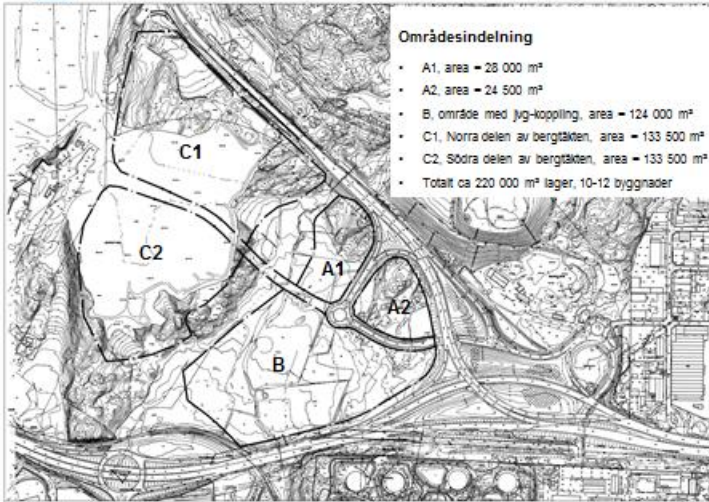 Områdesindelning
• A1, area = 28 000 m²
• A2, area = 24 500 m²
• B, område med jvg-koppling, area = 124 000 m²
• C1, Norra delen av bergtäkten, area = 133 500 m²
• C2, Södra delen av bergtäkten, area = 133 500 m²
• Totalt ca 220 000 m² lager, 10-12 byggnader
C1
C2
A1
A2
B